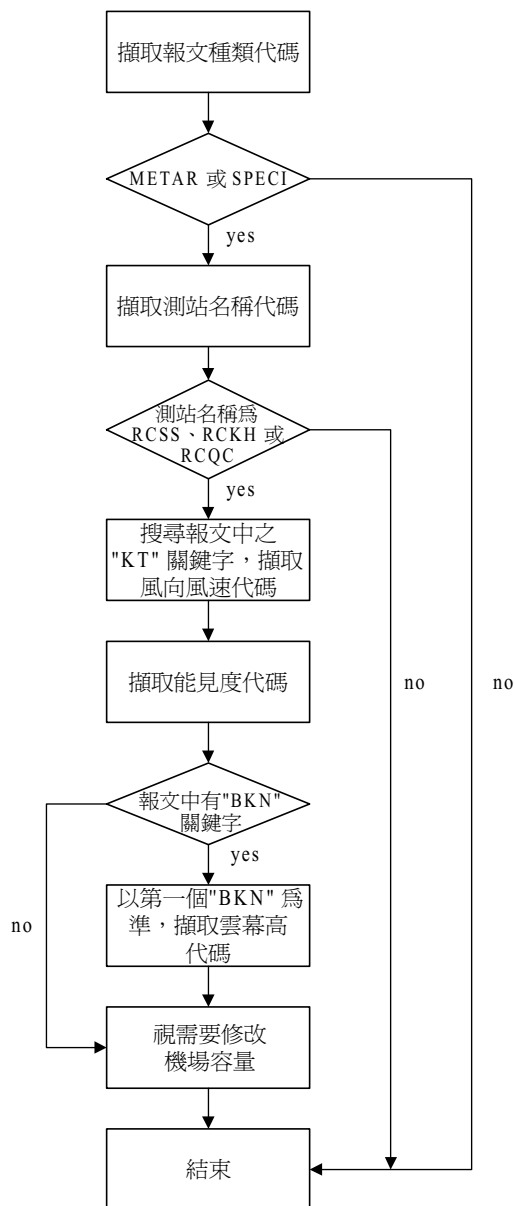 擷取報文種類代碼
METAR 或 SPECI
yes
擷取測站名稱代碼
測站名稱為
RCSS、RCKH 或
RCQC
yes
搜尋報文中之
"KT" 關鍵字，擷取
風向風速代碼
擷取能見度代碼
no
no
報文中有"BKN"
關鍵字
yes
no
以第一個"BKN" 為
準，擷取雲幕高
代碼
視需要修改
機場容量
結束